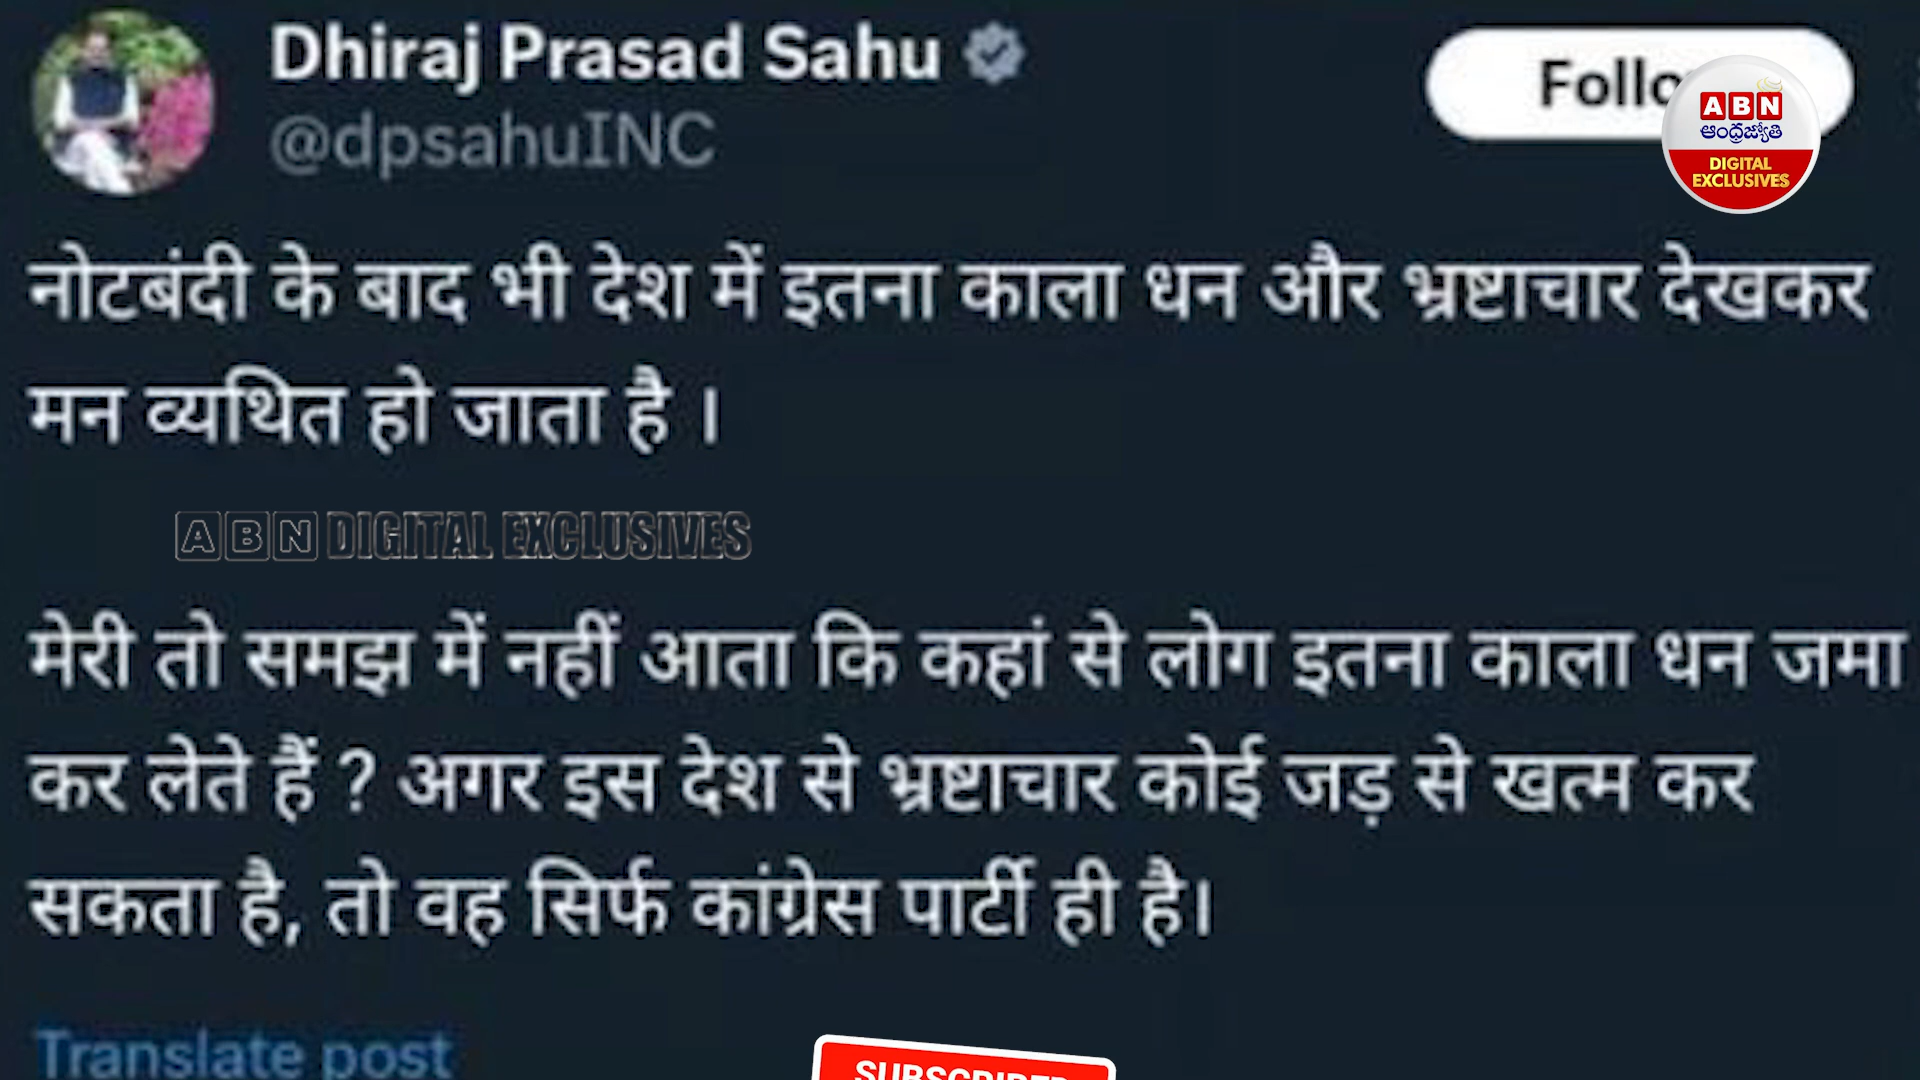 Dhiraj Prasad Sahu
@dpsahuINC
Follo
ABN
ఆంధ్రజ్యోతి
DIGITAL
EXCLUSIVES
नोटबंदी के बाद भी देश में इतना काला धन और भ्रष्टाचार देखकर
मन व्यथित हो जाता है ।
ABN DIGITAL EXCLUSIVES
मेरी तो समझ में नहीं आता कि कहां से लोग इतना काला धन जमा
कर लेते हैं ? अगर इस देश से भ्रष्टाचार कोई जड़ से खत्म कर
सकता है, तो वह सिर्फ कांग्रेस पार्टी ही है।
Translate post